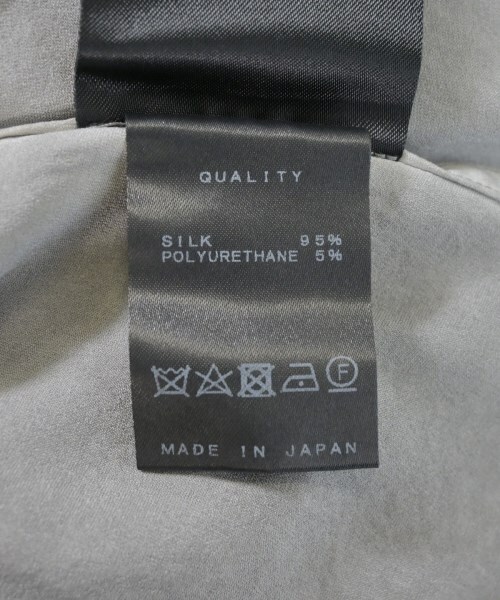 QUALITY
SILK 95%
POLYURETHANE 5%
F
MADE IN JAPAN